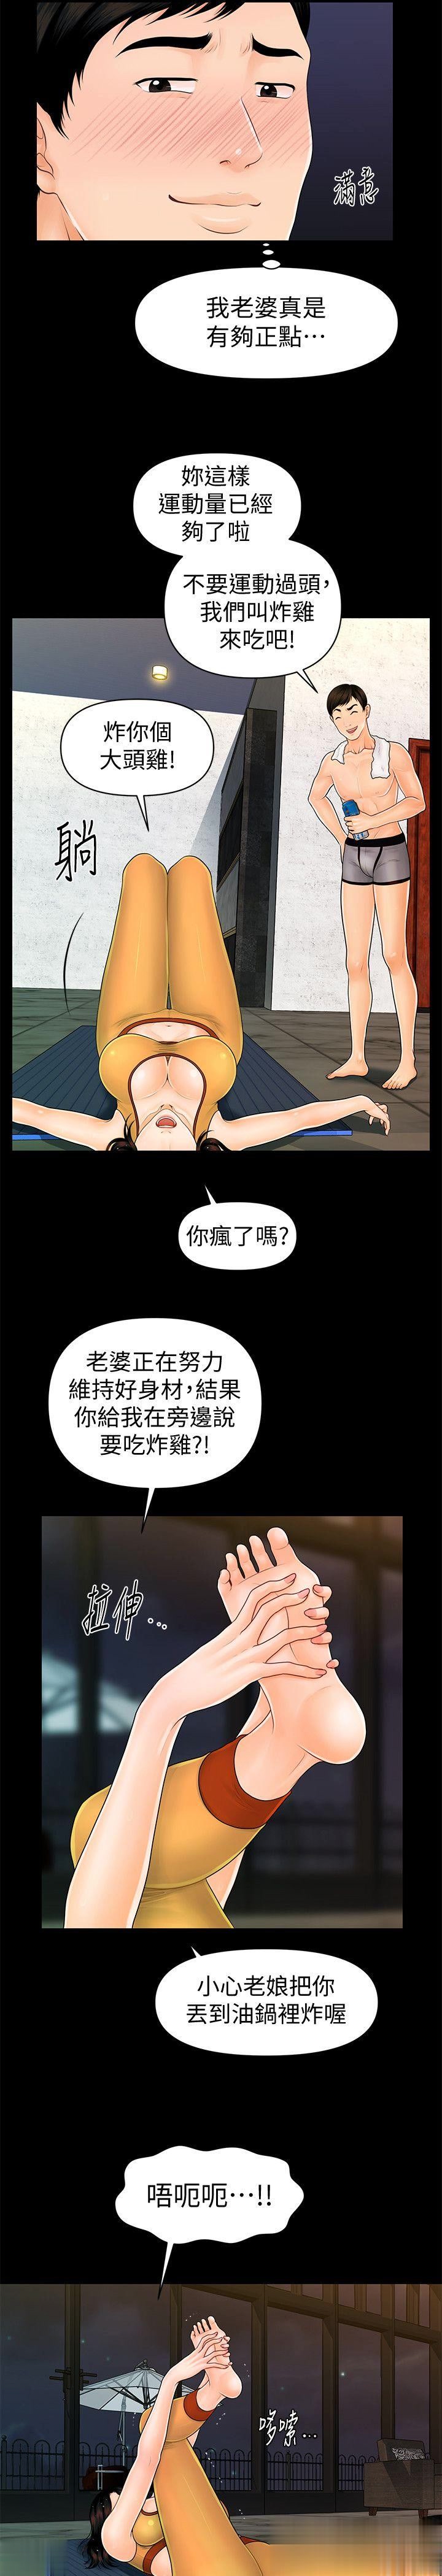 滿意
我老婆真是
有夠正點…
妳這樣
運動量已經
夠了啦
不要運動過頭，
我們叫炸雞
來吃吧!
炸你個
大頭雞!
躺
你瘋了嗎?
老婆正在努力
維持好身材，結果
你給我在旁邊說
要吃炸雞?!
拉伸…
小心老娘把你
丟到油鍋裡炸喔
唔呃呃…!!
哆嗦…